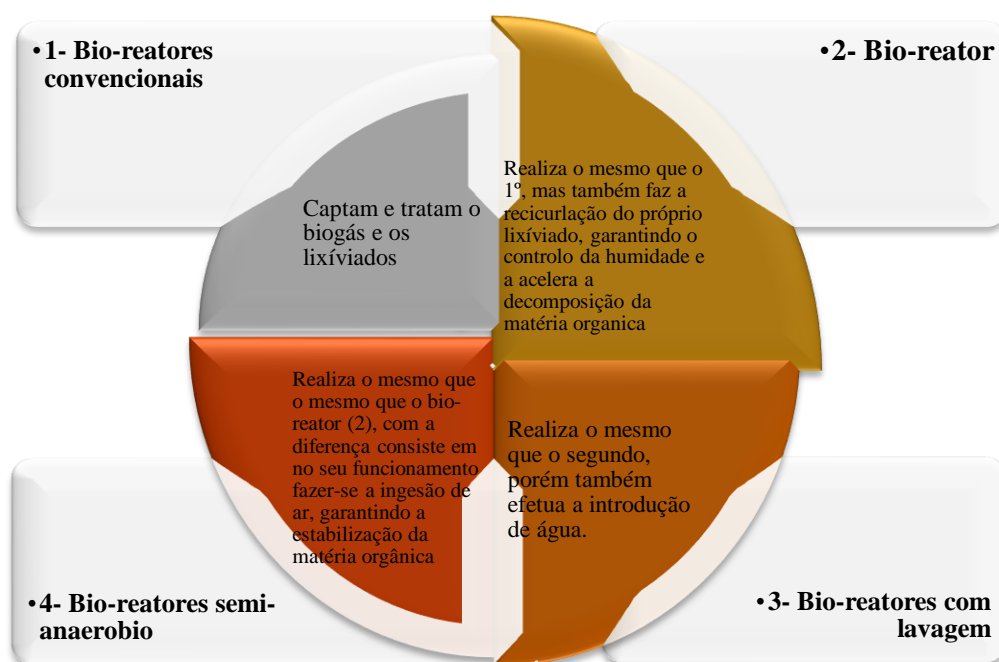 •1- Bio-reatores
convencionais
•2- Bio-reator
Captam e tratam o
biogás e os
lixíviados
Realiza o mesmo que o
1º, mas também faz a
recicurlação do próprio
lixíviado, garantindo o
controlo da humidade e
a acelera a
decomposição da
matéria organica
Realiza o mesmo que
o mesmo que o bio-
reator (2), com a
diferença consiste em
no seu funcionamento
fazer-se a ingesão de
ar, garantindo a
estabilização da
matéria orgânica
Realiza o mesmo
que o segundo,
porém também
efetua a introdução
de água.
•4- Bio-reatores semi-
anaerobio
•3- Bio-reatores com
lavagem